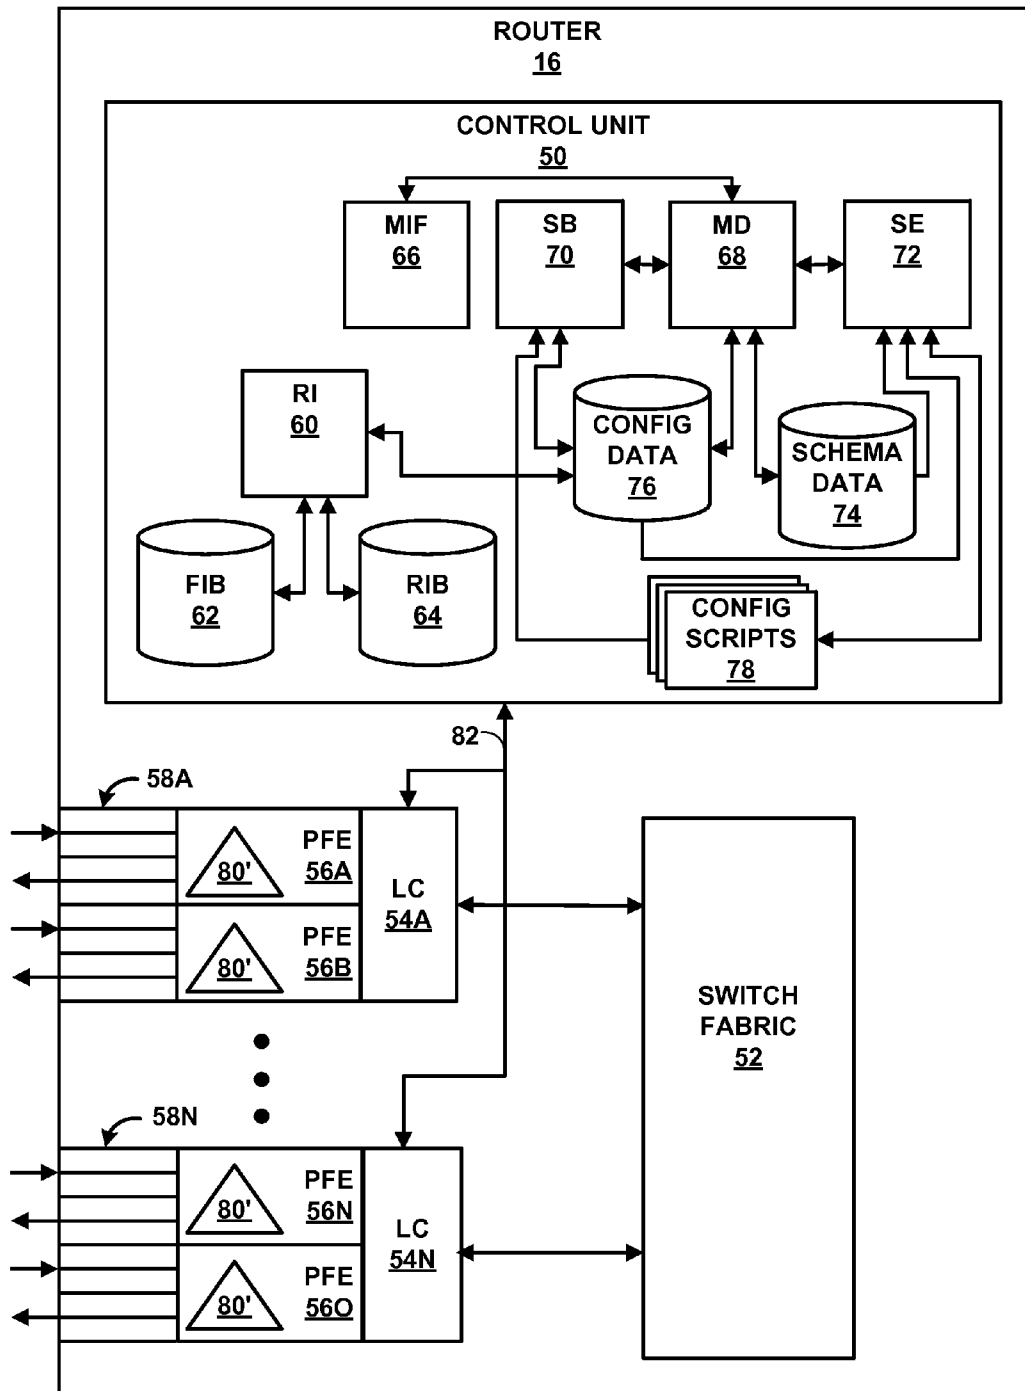 ROUTER
16
CONTROL UNIT
50
MIF
66
SB
70
MD
68
SE
72
RI
60
CONFIG
DATA
76
SCHEMA
DATA
74
FIB
62
RIB
64
CONFIG
SCRIPTS
78
82
58A
80'
PFE
56A
LC
54A
80'
PFE
56B
SWITCH
FABRIC
52
58N
80'
PFE
56N
LC
54N
80'
PFE
56O